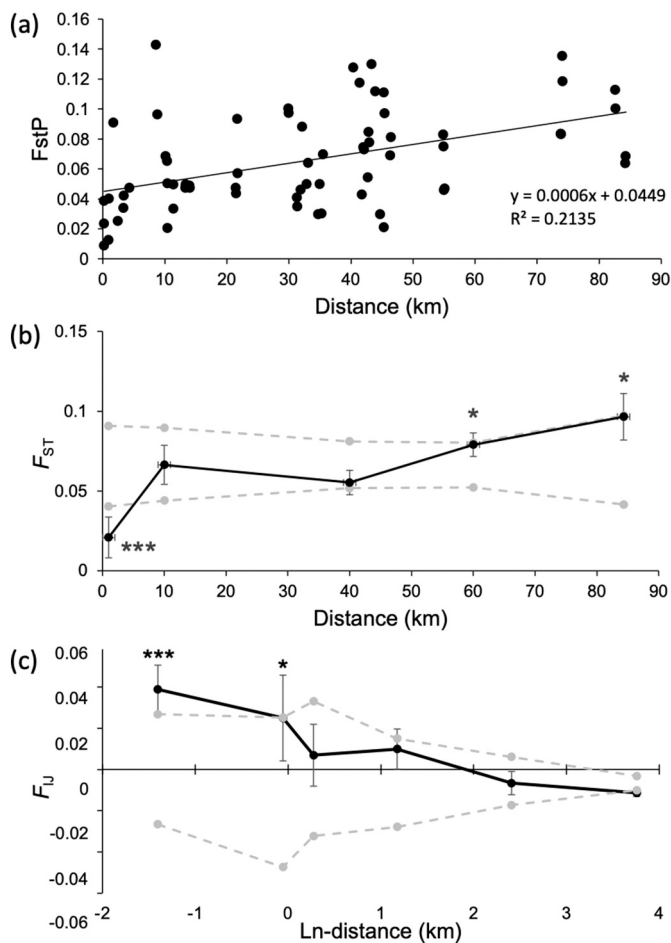 (a)
0.16
0.14
0.12
0.1
0.08
0.06
0.04
0.02
0
FstP
y = 0.0006x + 0.0449
R² = 0.2135
0 10 20 30 40 50 60 70 80 90
Distance (km)
(b)
0.15
0.1
0.05
0
FST
*
*
***
0 10 20 30 40 50 60 70 80 90
Distance (km)
(c)
0.06
0.04
0.02
0
-0.02
-0.04
-0.06
FIJ
***
*
-2 -1 0 1 2 3 4
Ln-distance (km)